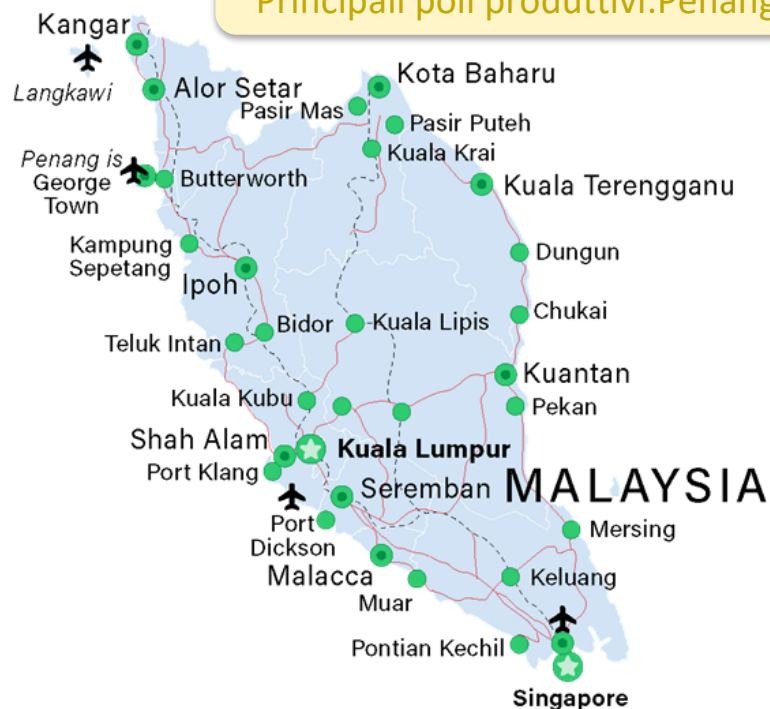 Principali poli produttivi:Penang
Kangar
Langkawi
Alor Setar
Kota Baharu
Pasir Mas
Pasir Puteh
Kuala Krai
Penang is
George
Town
Butterworth
Kuala Terengganu
Kampung
Sepetang
Dungun
Ipoh
Chukai
Bidor
Kuala Lipis
Teluk Intan
Kuantan
Kuala Kubu
Pekan
Shah Alam
Kuala Lumpur
Port Klang
Seremban
MALAYSIA
Port
Dickson
Mersing
Malacca
Keluang
Muar
Pontian Kechil
Singapore